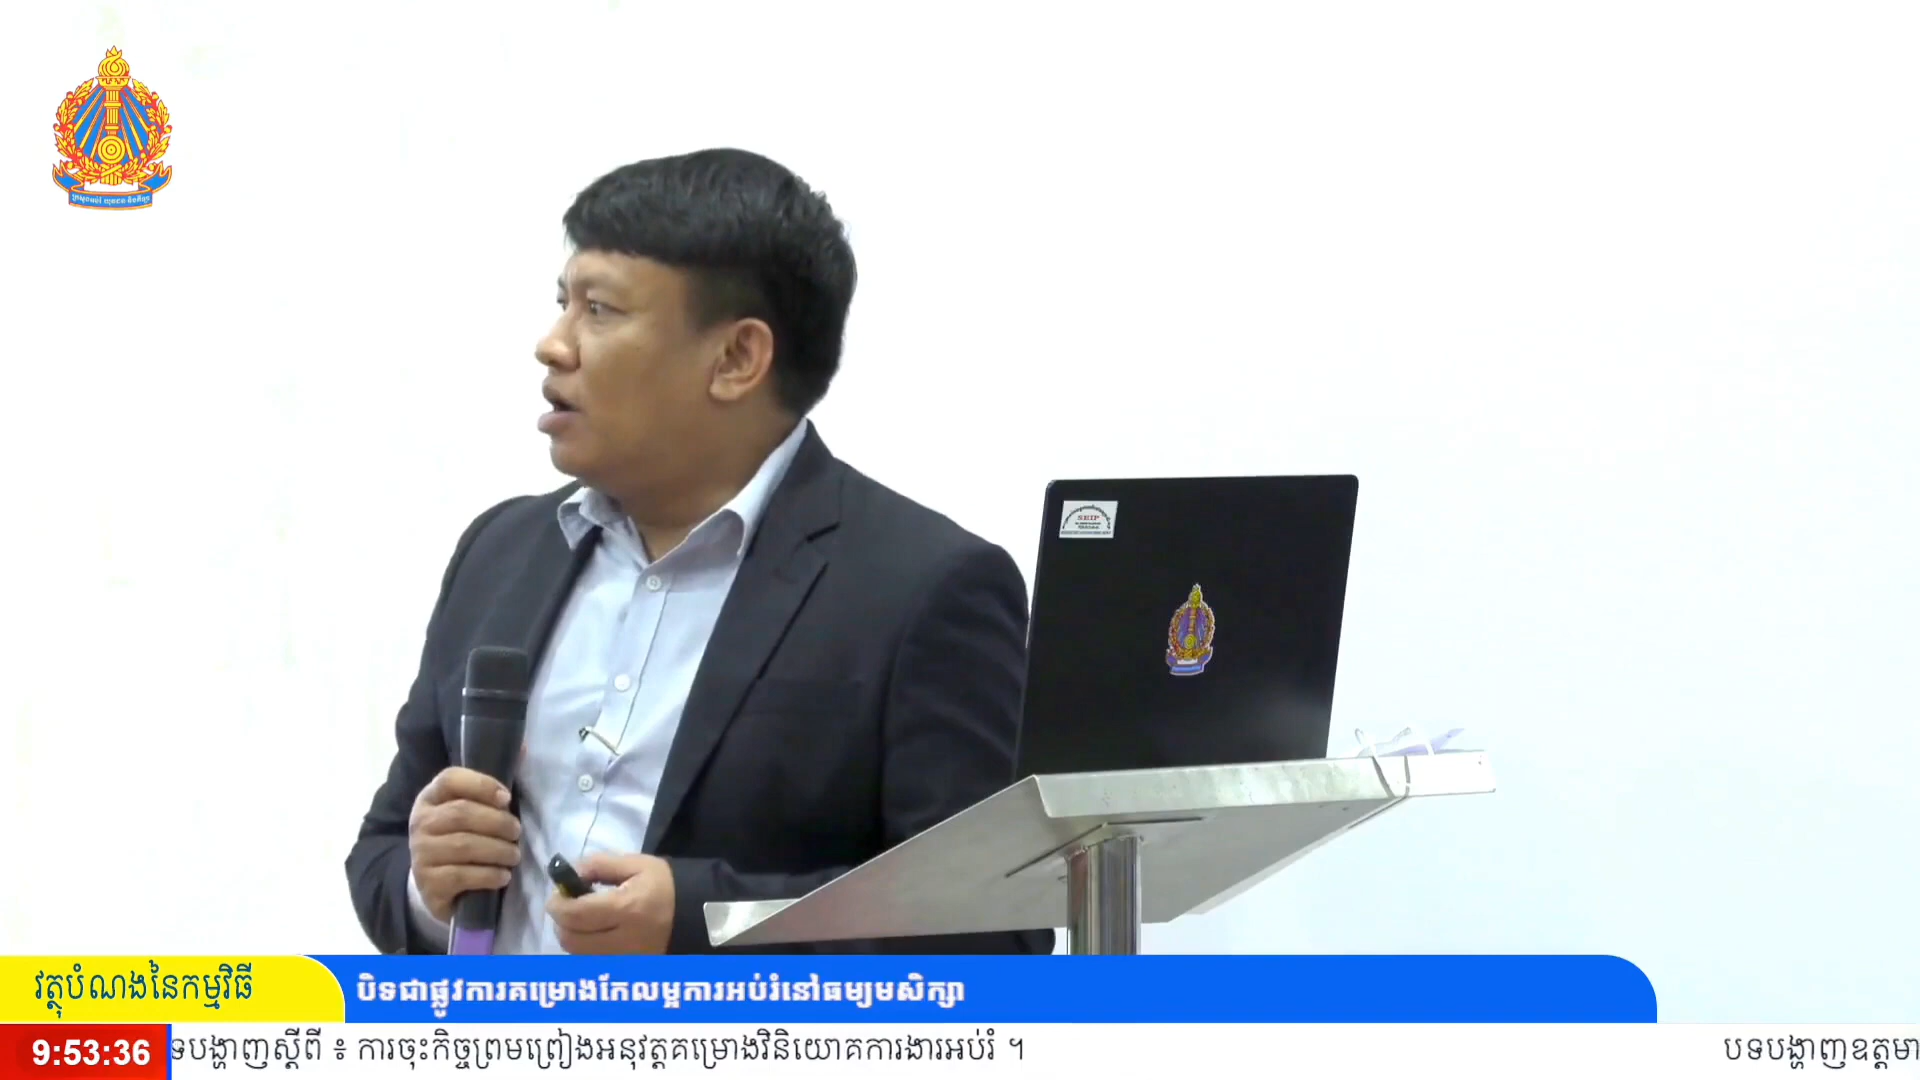 SEIP
វត្ថុបំណងនៃកម្មវិធី
បិទជាផ្លូវការគម្រោងកែលម្អការអប់រំនៅធម្យមសិក្សា
9:53:36
ទបង្ហាញស្តីពី ៖ ការចុះកិច្ចព្រមព្រៀងអនុវត្តគម្រោងវិនិយោគការងារអប់រំ ។
បទបង្ហាញឧត្តមា